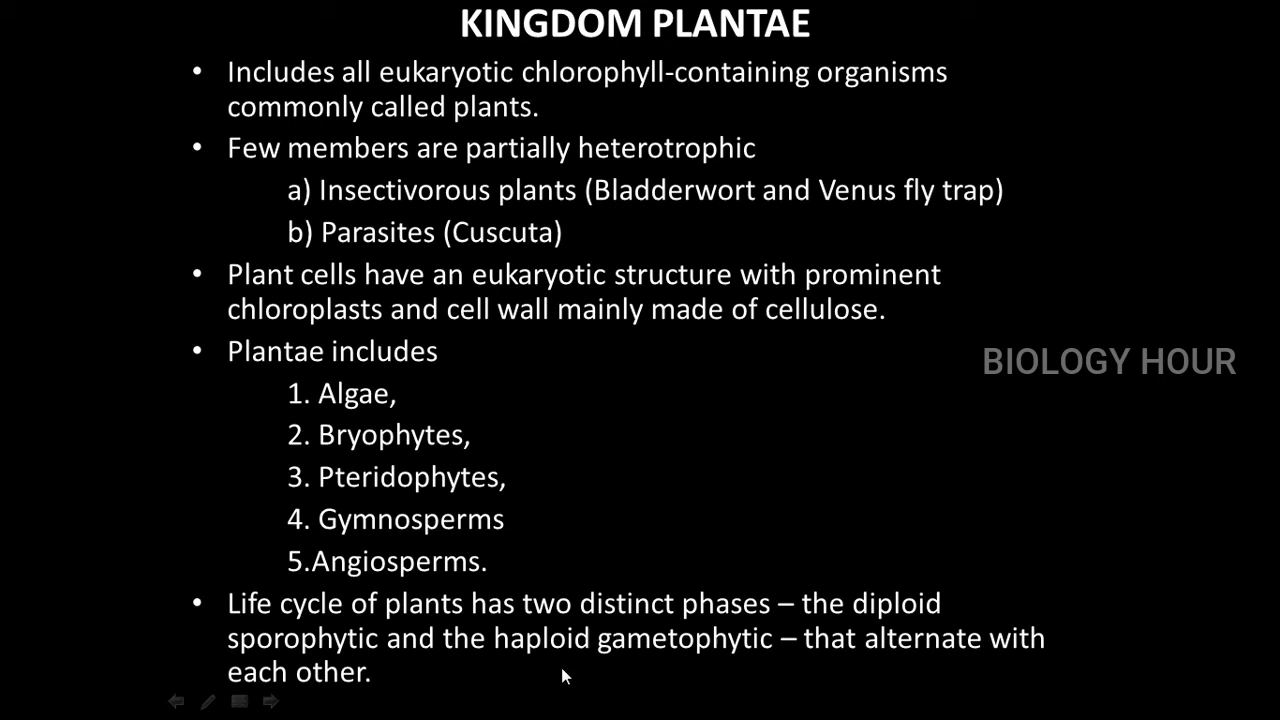 KINGDOM PLANTAE
• Includes all eukaryotic chlorophyll-containing organisms
commonly called plants.
• Few members are partially heterotrophic
a) Insectivorous plants (Bladderwort and Venus fly trap)
b) Parasites (Cuscuta)
• Plant cells have an eukaryotic structure with prominent
chloroplasts and cell wall mainly made of cellulose.
• Plantae includes
BIOLOGY HOUR
1. Algae,
2. Bryophytes,
3. Pteridophytes,
4. Gymnosperms
5.Angiosperms.
• Life cycle of plants has two distinct phases – the diploid
sporophytic and the haploid gametophytic – that alternate with
each other.